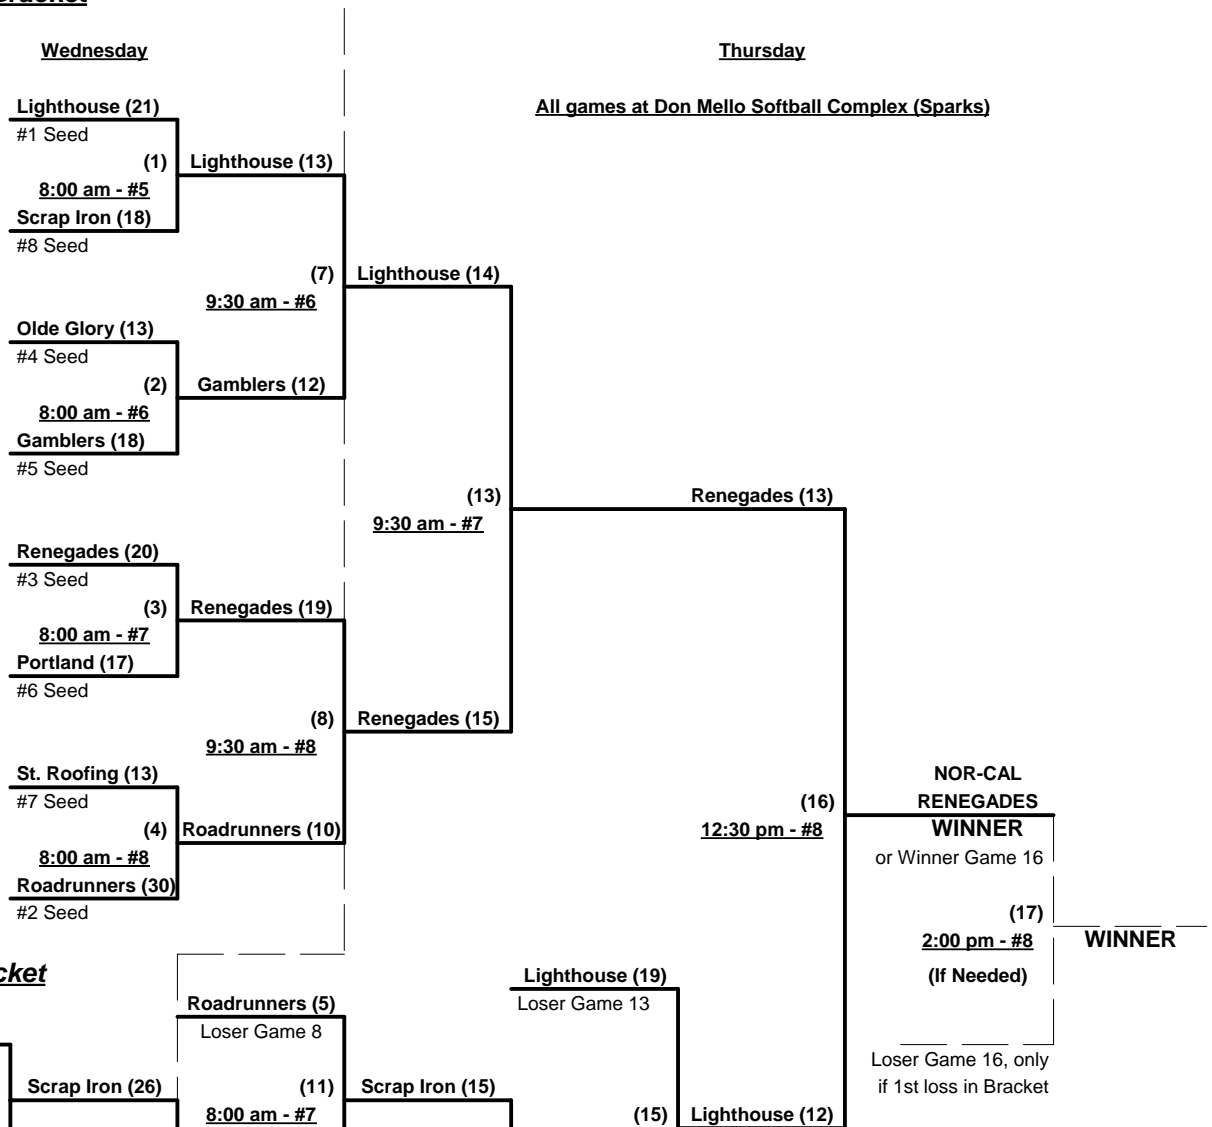 Wednesday
Thursday
Lighthouse (21)
All games at Don Mello Softball Complex (Sparks)
#1 Seed
(1)
Lighthouse (13)
8:00 am - #5
Scrap Iron (18)
#8 Seed
(7)
Lighthouse (14)
9:30 am - #6
Olde Glory (13)
#4 Seed
(2)
Gamblers (12)
8:00 am - #6
Gamblers (18)
#5 Seed
(13)
Renegades (13)
9:30 am - #7
Renegades (20)
#3 Seed
(3)
Renegades (19)
8:00 am - #7
Portland (17)
#6 Seed
(8)
Renegades (15)
9:30 am - #8
St. Roofing (13)
NOR-CAL
#7 Seed
(16)
RENEGADES
(4)
Roadrunners (10)
12:30 pm - #8
WINNER
8:00 am - #8
or Winner Game 16
Roadrunners (30)
#2 Seed
(17)
2:00 pm - #8
WINNER
cket
Lighthouse (19)
(If Needed)
Roadrunners (5)
Loser Game 13
Loser Game 8
Loser Game 16, only
Scrap Iron (26)
(11)
Scrap Iron (15)
if 1st loss in Bracket
8:00 am - #7
(15)
Lighthouse (12)